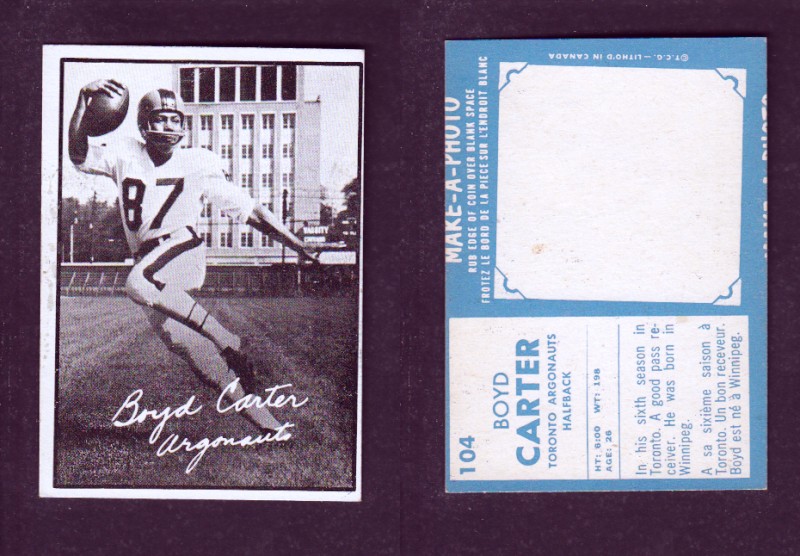 87
VARSITY
Boyd Carter
Argonauts
©T.C.G. — LITHO'D IN CANADA
MAKE-A-PHOTO
RUB EDGE OF COIN OVER BLANK SPACE
FROTEZ LE BORD DE LA PIECE SUR L'ENDROIT BLANC
104
BOYD
CARTER
TORONTO ARGONAUTS
HALFBACK
HT: 6:00 WT: 198
AGE: 26
In his sixth season in
Toronto. A good pass re-
ceiver. He was born in
Winnipeg.
A sa sixième saison à
Toronto. Un bon receveur.
Boyd est né à Winnipeg.